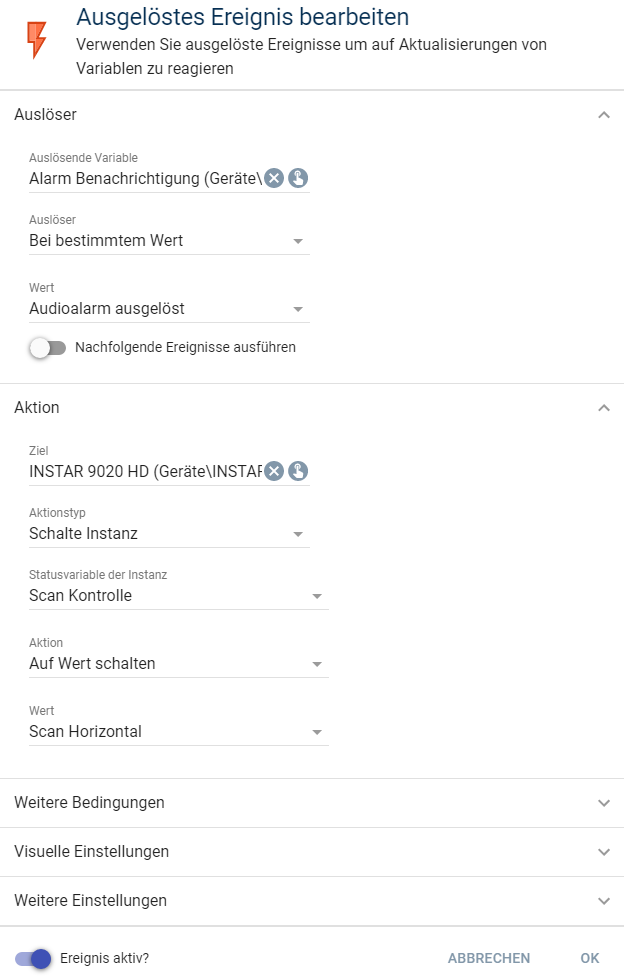 Ausgelöstes Ereignis bearbeiten
Verwenden Sie ausgelöste Ereignisse um auf Aktualisierungen von
Variablen zu reagieren
Auslöser
Auslösende Variable
Alarm Benachrichtigung (Geräte\
Auslöser
Bei bestimmtem Wert
Wert
Audioalarm ausgelöst
Nachfolgende Ereignisse ausführen
Aktion
Ziel
INSTAR 9020 HD (Geräte\INSTAR
Aktionstyp
Schalte Instanz
Statusvariable der Instanz
Scan Kontrolle
Aktion
Auf Wert schalten
Wert
Scan Horizontal
Weitere Bedingungen
Visuelle Einstellungen
Weitere Einstellungen
Ereignis aktiv?
ABBRECHEN
OK